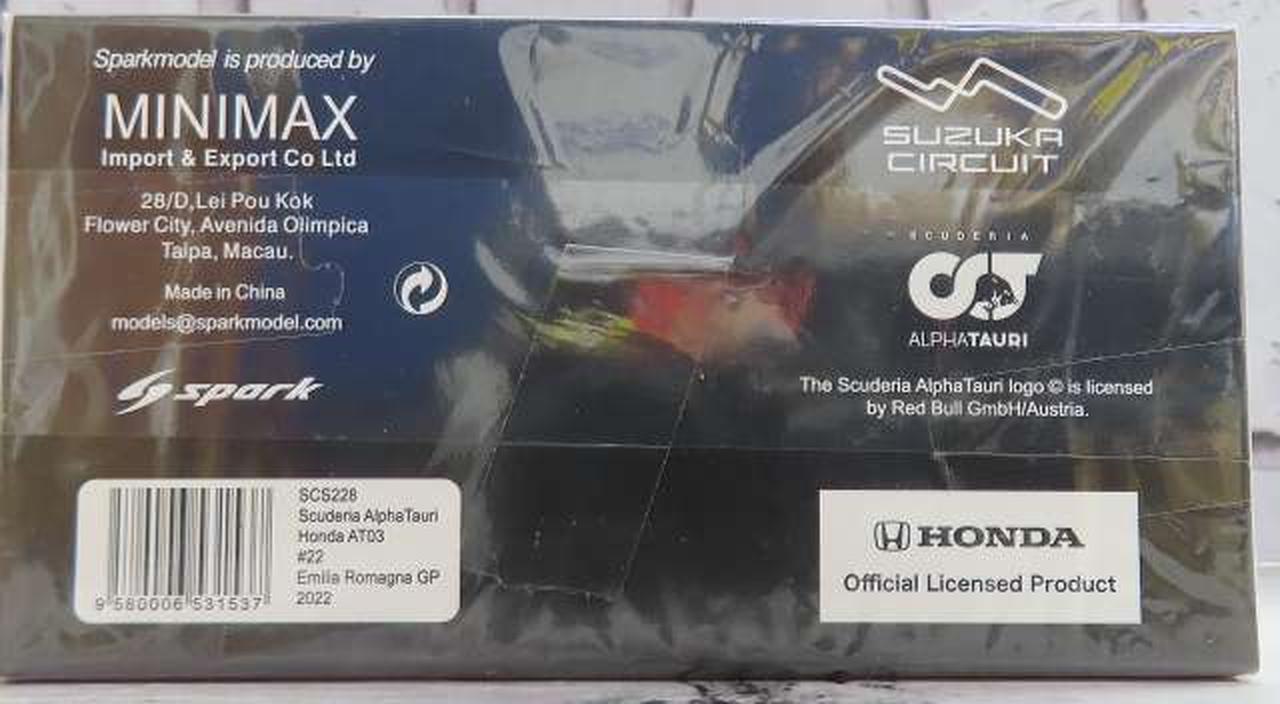 Sparkmodel is produced by
MINIMAX
Import & Export Co Ltd
28/D,Lei Pou Kok
Flower City, Avenida Olimpica
Taipa, Macau.
Made in China
models@sparkmodel.com
spark
SCS228
Scuderia AlphaTauri
Honda AT03
#22
Emilia Romagna GP
2022
9 580006 531537
SUZUKA
CIRCUIT
SCUDERIA
ALPHATAURI
The Scuderia AlphaTauri logo © is licensed
by Red Bull GmbH/Austria.
HONDA
Official Licensed Product